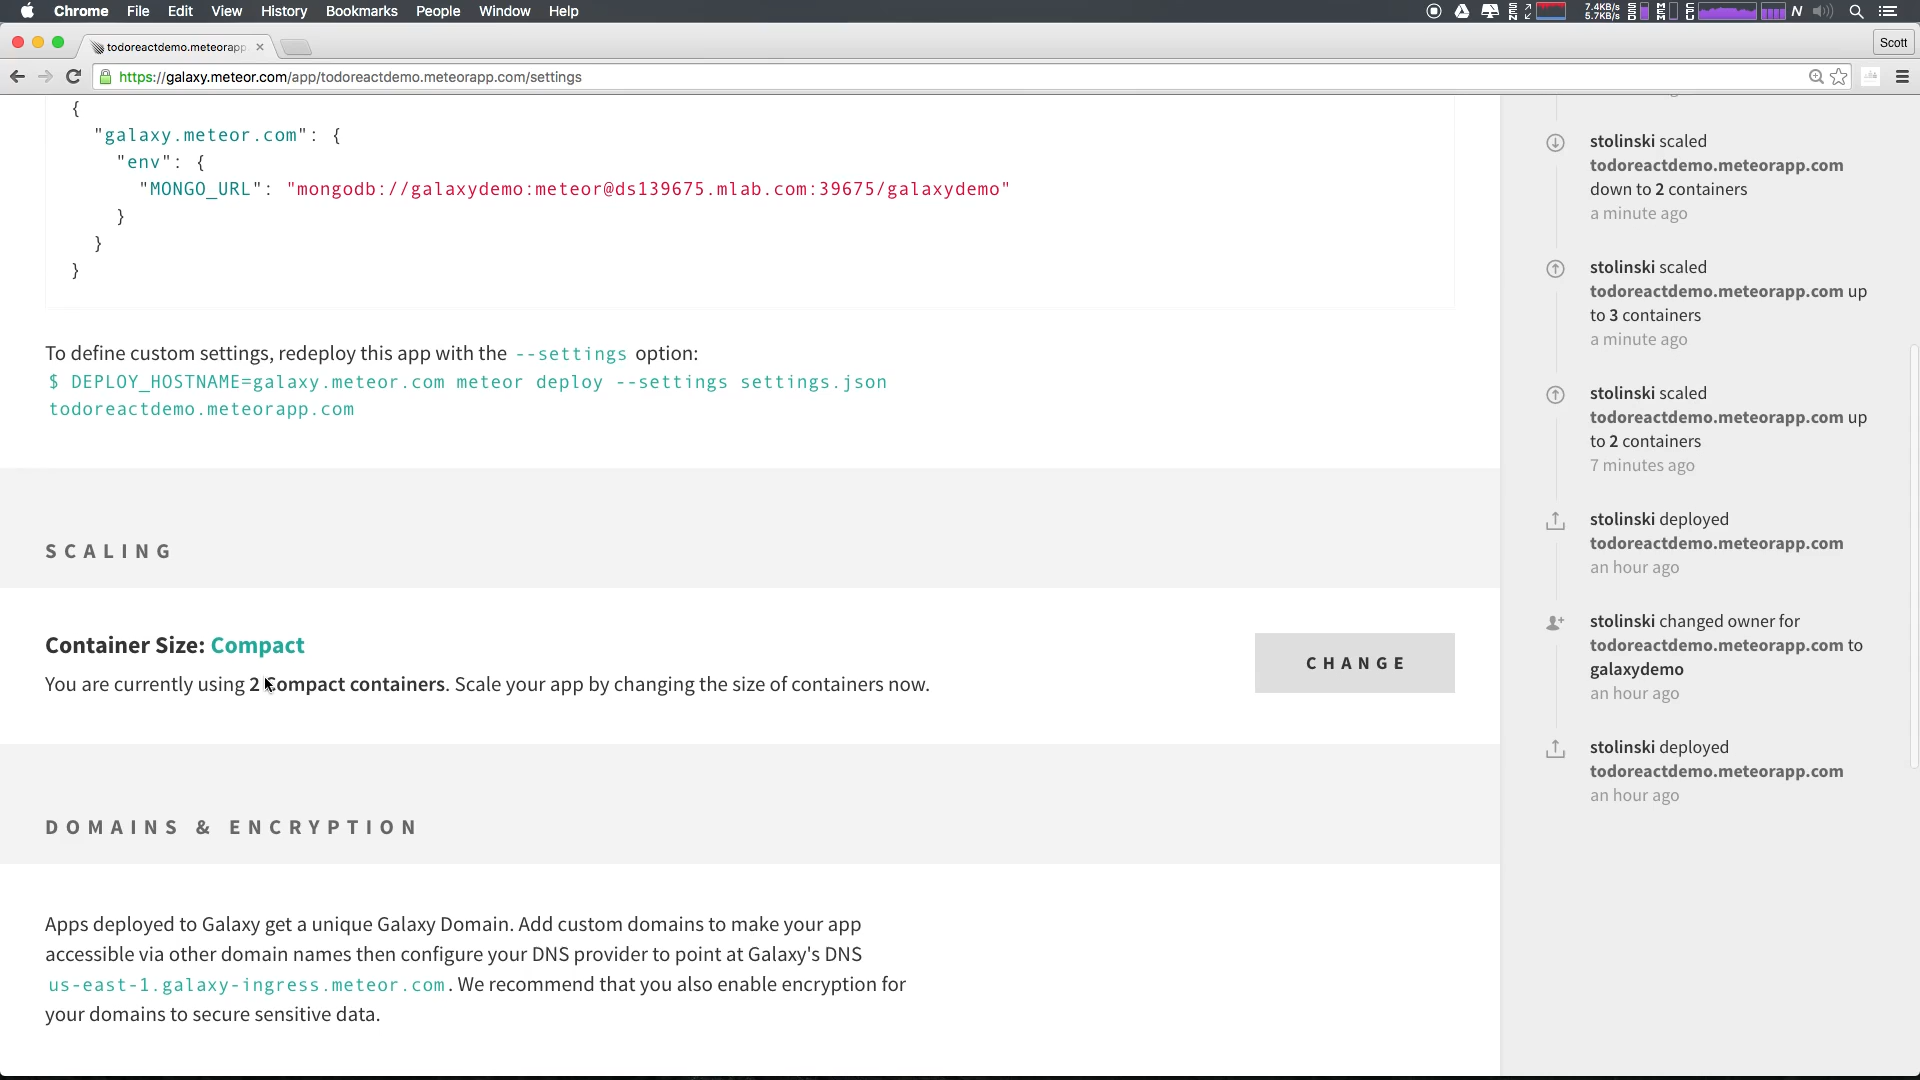 Chrome File Edit View History Bookmarks People Window Help
7.4KB/s
5.7KB/s
todoreactdemo.meteorapp
Scott
https://galaxy.meteor.com/app/todoreactdemo.meteorapp.com/settings
{
"galaxy.meteor.com": {
"env": {
"MONGO_URL": "mongodb://galaxydemo:meteor@ds139675.mlab.com:39675/galaxydemo"
}
}
}
To define custom settings, redeploy this app with the --settings option:
$ DEPLOY_HOSTNAME=galaxy.meteor.com meteor deploy --settings settings.json
todoreactdemo.meteorapp.com
SCALING
Container Size: Compact
You are currently using 2 Compact containers. Scale your app by changing the size of containers now.
CHANGE
DOMAINS & ENCRYPTION
Apps deployed to Galaxy get a unique Galaxy Domain. Add custom domains to make your app
accessible via other domain names then configure your DNS provider to point at Galaxy's DNS
us-east-1.galaxy-ingress.meteor.com. We recommend that you also enable encryption for
your domains to secure sensitive data.
stolinski scaled
todoreactdemo.meteorapp.com
down to 2 containers
a minute ago
stolinski scaled
todoreactdemo.meteorapp.com up
to 3 containers
a minute ago
stolinski scaled
todoreactdemo.meteorapp.com up
to 2 containers
7 minutes ago
stolinski deployed
todoreactdemo.meteorapp.com
an hour ago
stolinski changed owner for
todoreactdemo.meteorapp.com to
galaxydemo
an hour ago
stolinski deployed
todoreactdemo.meteorapp.com
an hour ago